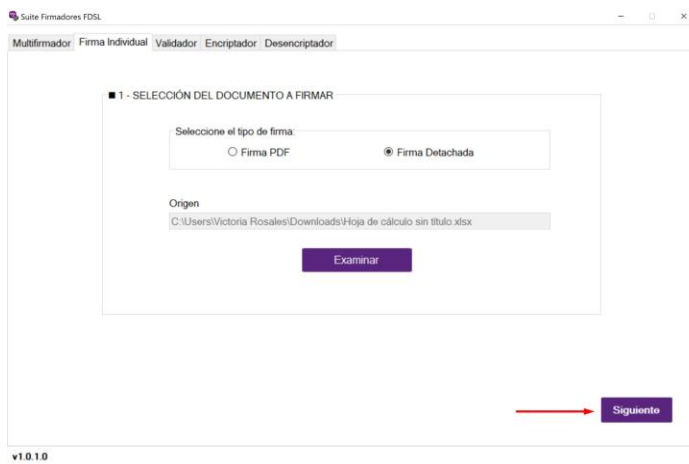 Suite Firmadores FDSL
Multifirmador Firma Individual Validador Encriptador Desencriptador
1 - SELECCIÓN DEL DOCUMENTO A FIRMAR
Seleccione el tipo de firma:
Firma PDF Firma Detachada
Origen
C:\Users\Victoria Rosales\Downloads\Hoja de cálculo sin título.xlsx
Examinar
Siguiente
v1.0.1.0